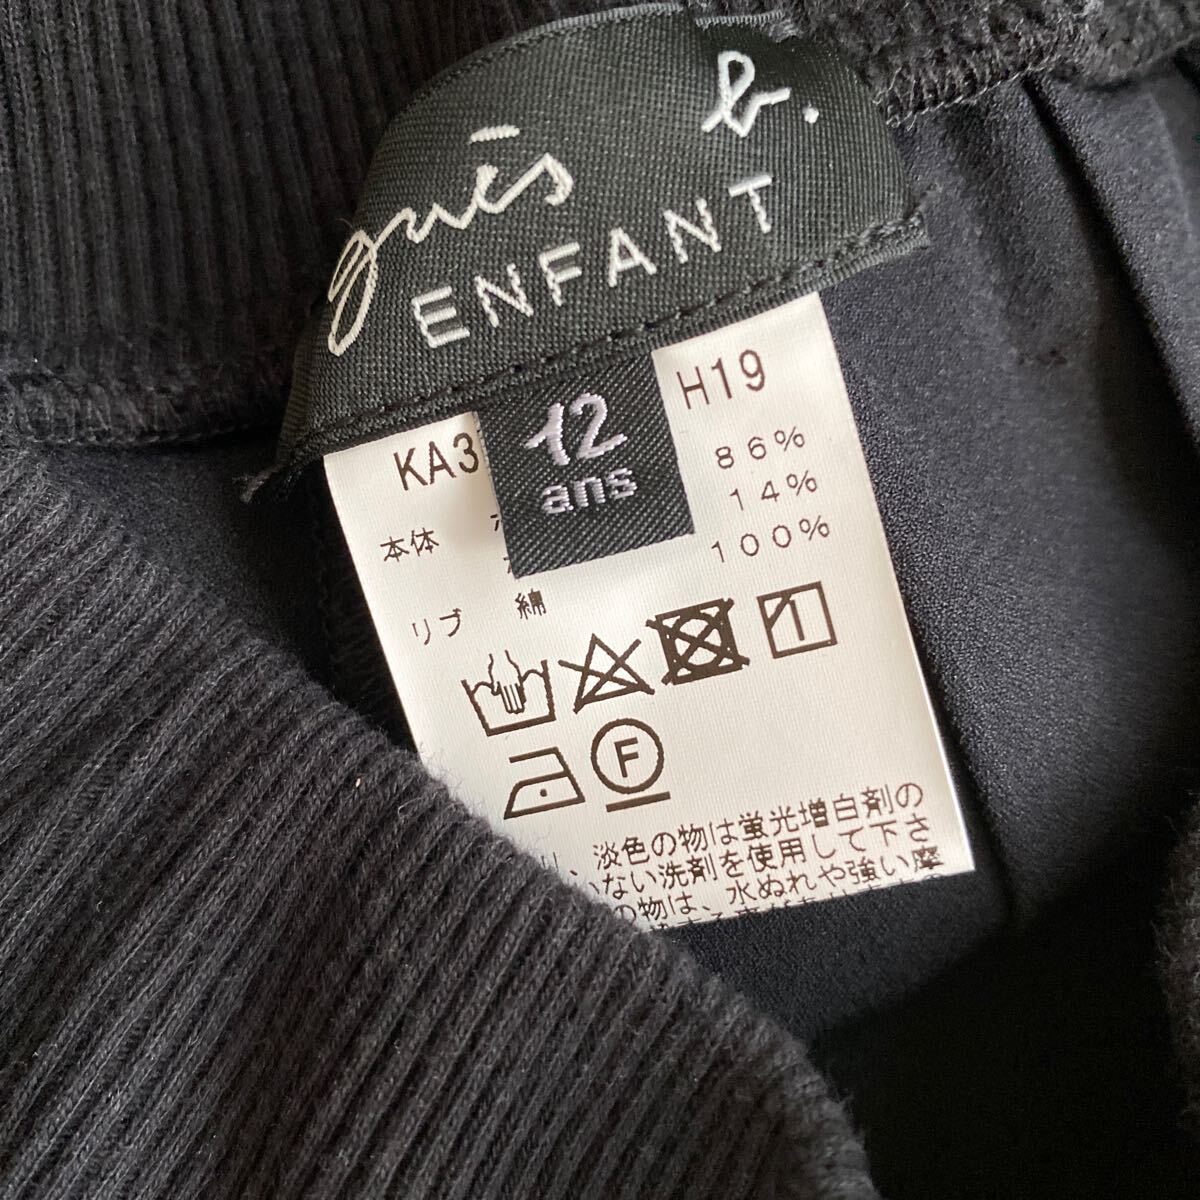 gnès b.
ENFANT
12
ans
KA3
H19
本体 86%
14%
リブ 綿 100%
F
淡色の物は蛍光増白剤の
いない洗剤を使用して下さ
の物は、水ぬれや強い摩